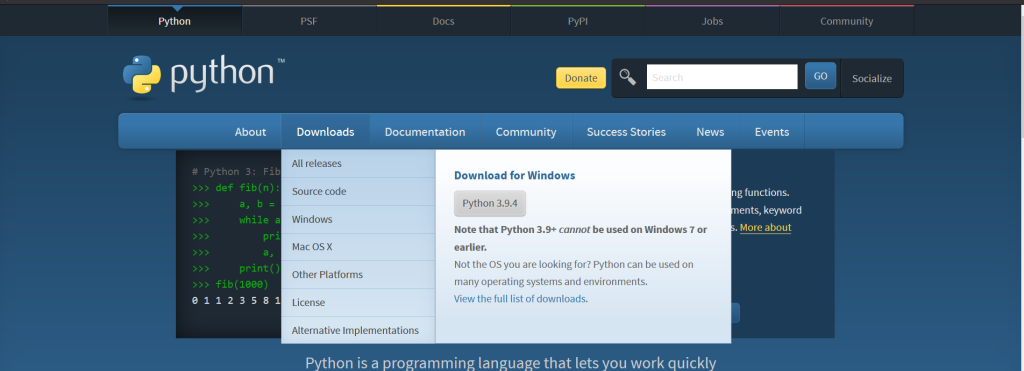 Python PSF Docs PyPI Jobs Community
python™
Donate Search GO Socialize
About Downloads Documentation Community Success Stories News Events
All releases
Source code
Windows
Mac OS X
Other Platforms
License
Alternative Implementations
Download for Windows
Python 3.9.4
Note that Python 3.9+ cannot be used on Windows 7 or
earlier.
Not the OS you are looking for? Python can be used on
many operating systems and environments.
View the full list of downloads.
# Python 3: Fib
>>> def fib(n):
>>> a, b =
>>> while a
>>> pri
>>> a,
>>> print()
>>> fib(1000)
0 1 1 2 3 5 8 1
ng functions.
ments, keyword
s. More about
Python is a programming language that lets you work quickly